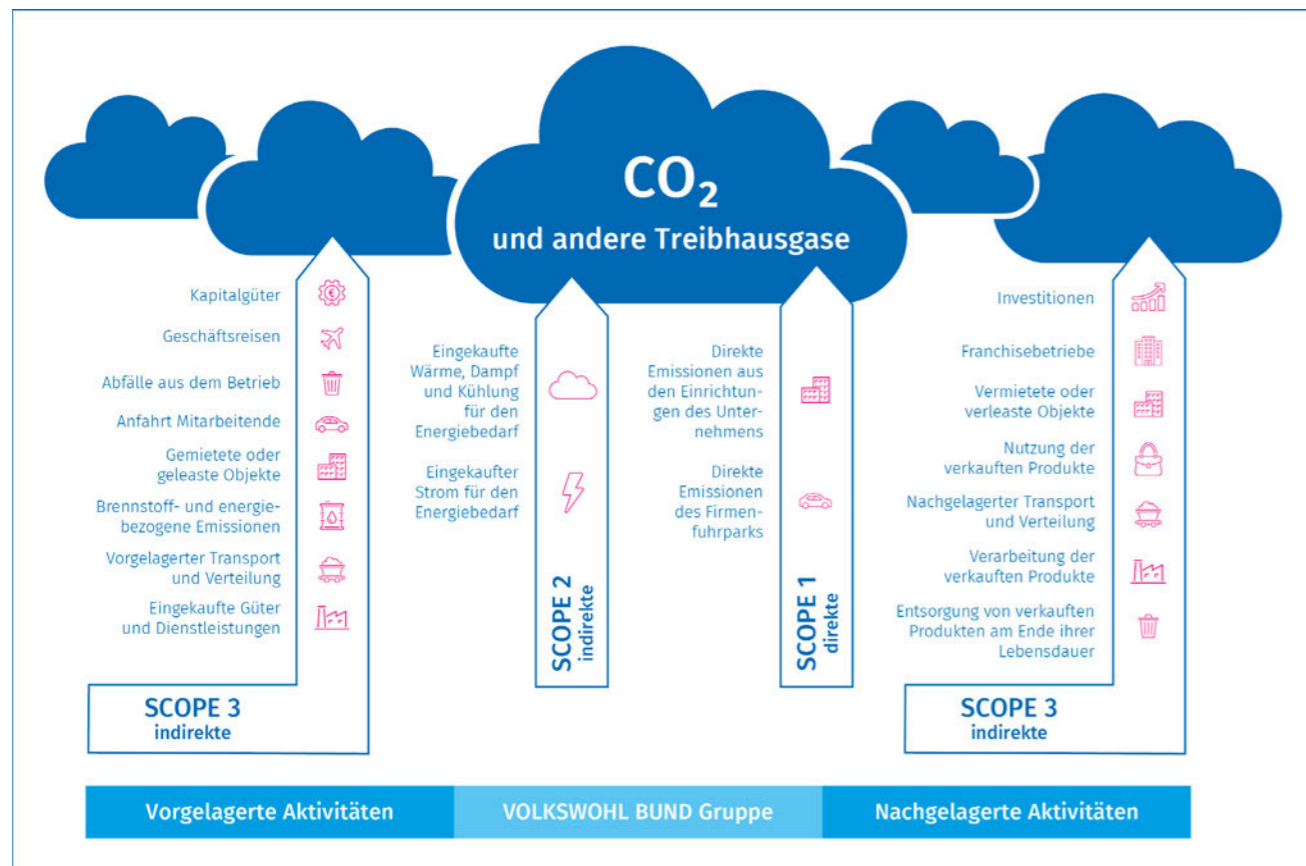 CO₂
und andere Treibhausgase
Kapitalgüter
Geschäftsreisen
Abfälle aus dem Betrieb
Anfahrt Mitarbeitende
Gemietete oder
geleaste Objekte
Brennstoff- und energie-
bezogene Emissionen
Vorgelagerter Transport
und Verteilung
Eingekaufte Güter
und Dienstleistungen
SCOPE 3
indirekte
Eingekaufte
Wärme, Dampf
und Kühlung
für den
Energiebedarf
Eingekaufter
Strom für den
Energiebedarf
SCOPE 2
indirekte
Direkte
Emissionen aus
den Einrichtun-
gen des Unter-
nehmens
Direkte
Emissionen
des Firmen-
fuhrparks
SCOPE 1
direkte
Investitionen
Franchisebetriebe
Vermietete oder
verleaste Objekte
Nutzung der
verkauften Produkte
Nachgelagerter Transport
und Verteilung
Verarbeitung der
verkauften Produkte
Entsorgung von verkauften
Produkten am Ende ihrer
Lebensdauer
SCOPE 3
indirekte
Vorgelagerte Aktivitäten
VOLKSWOHL BUND Gruppe
Nachgelagerte Aktivitäten